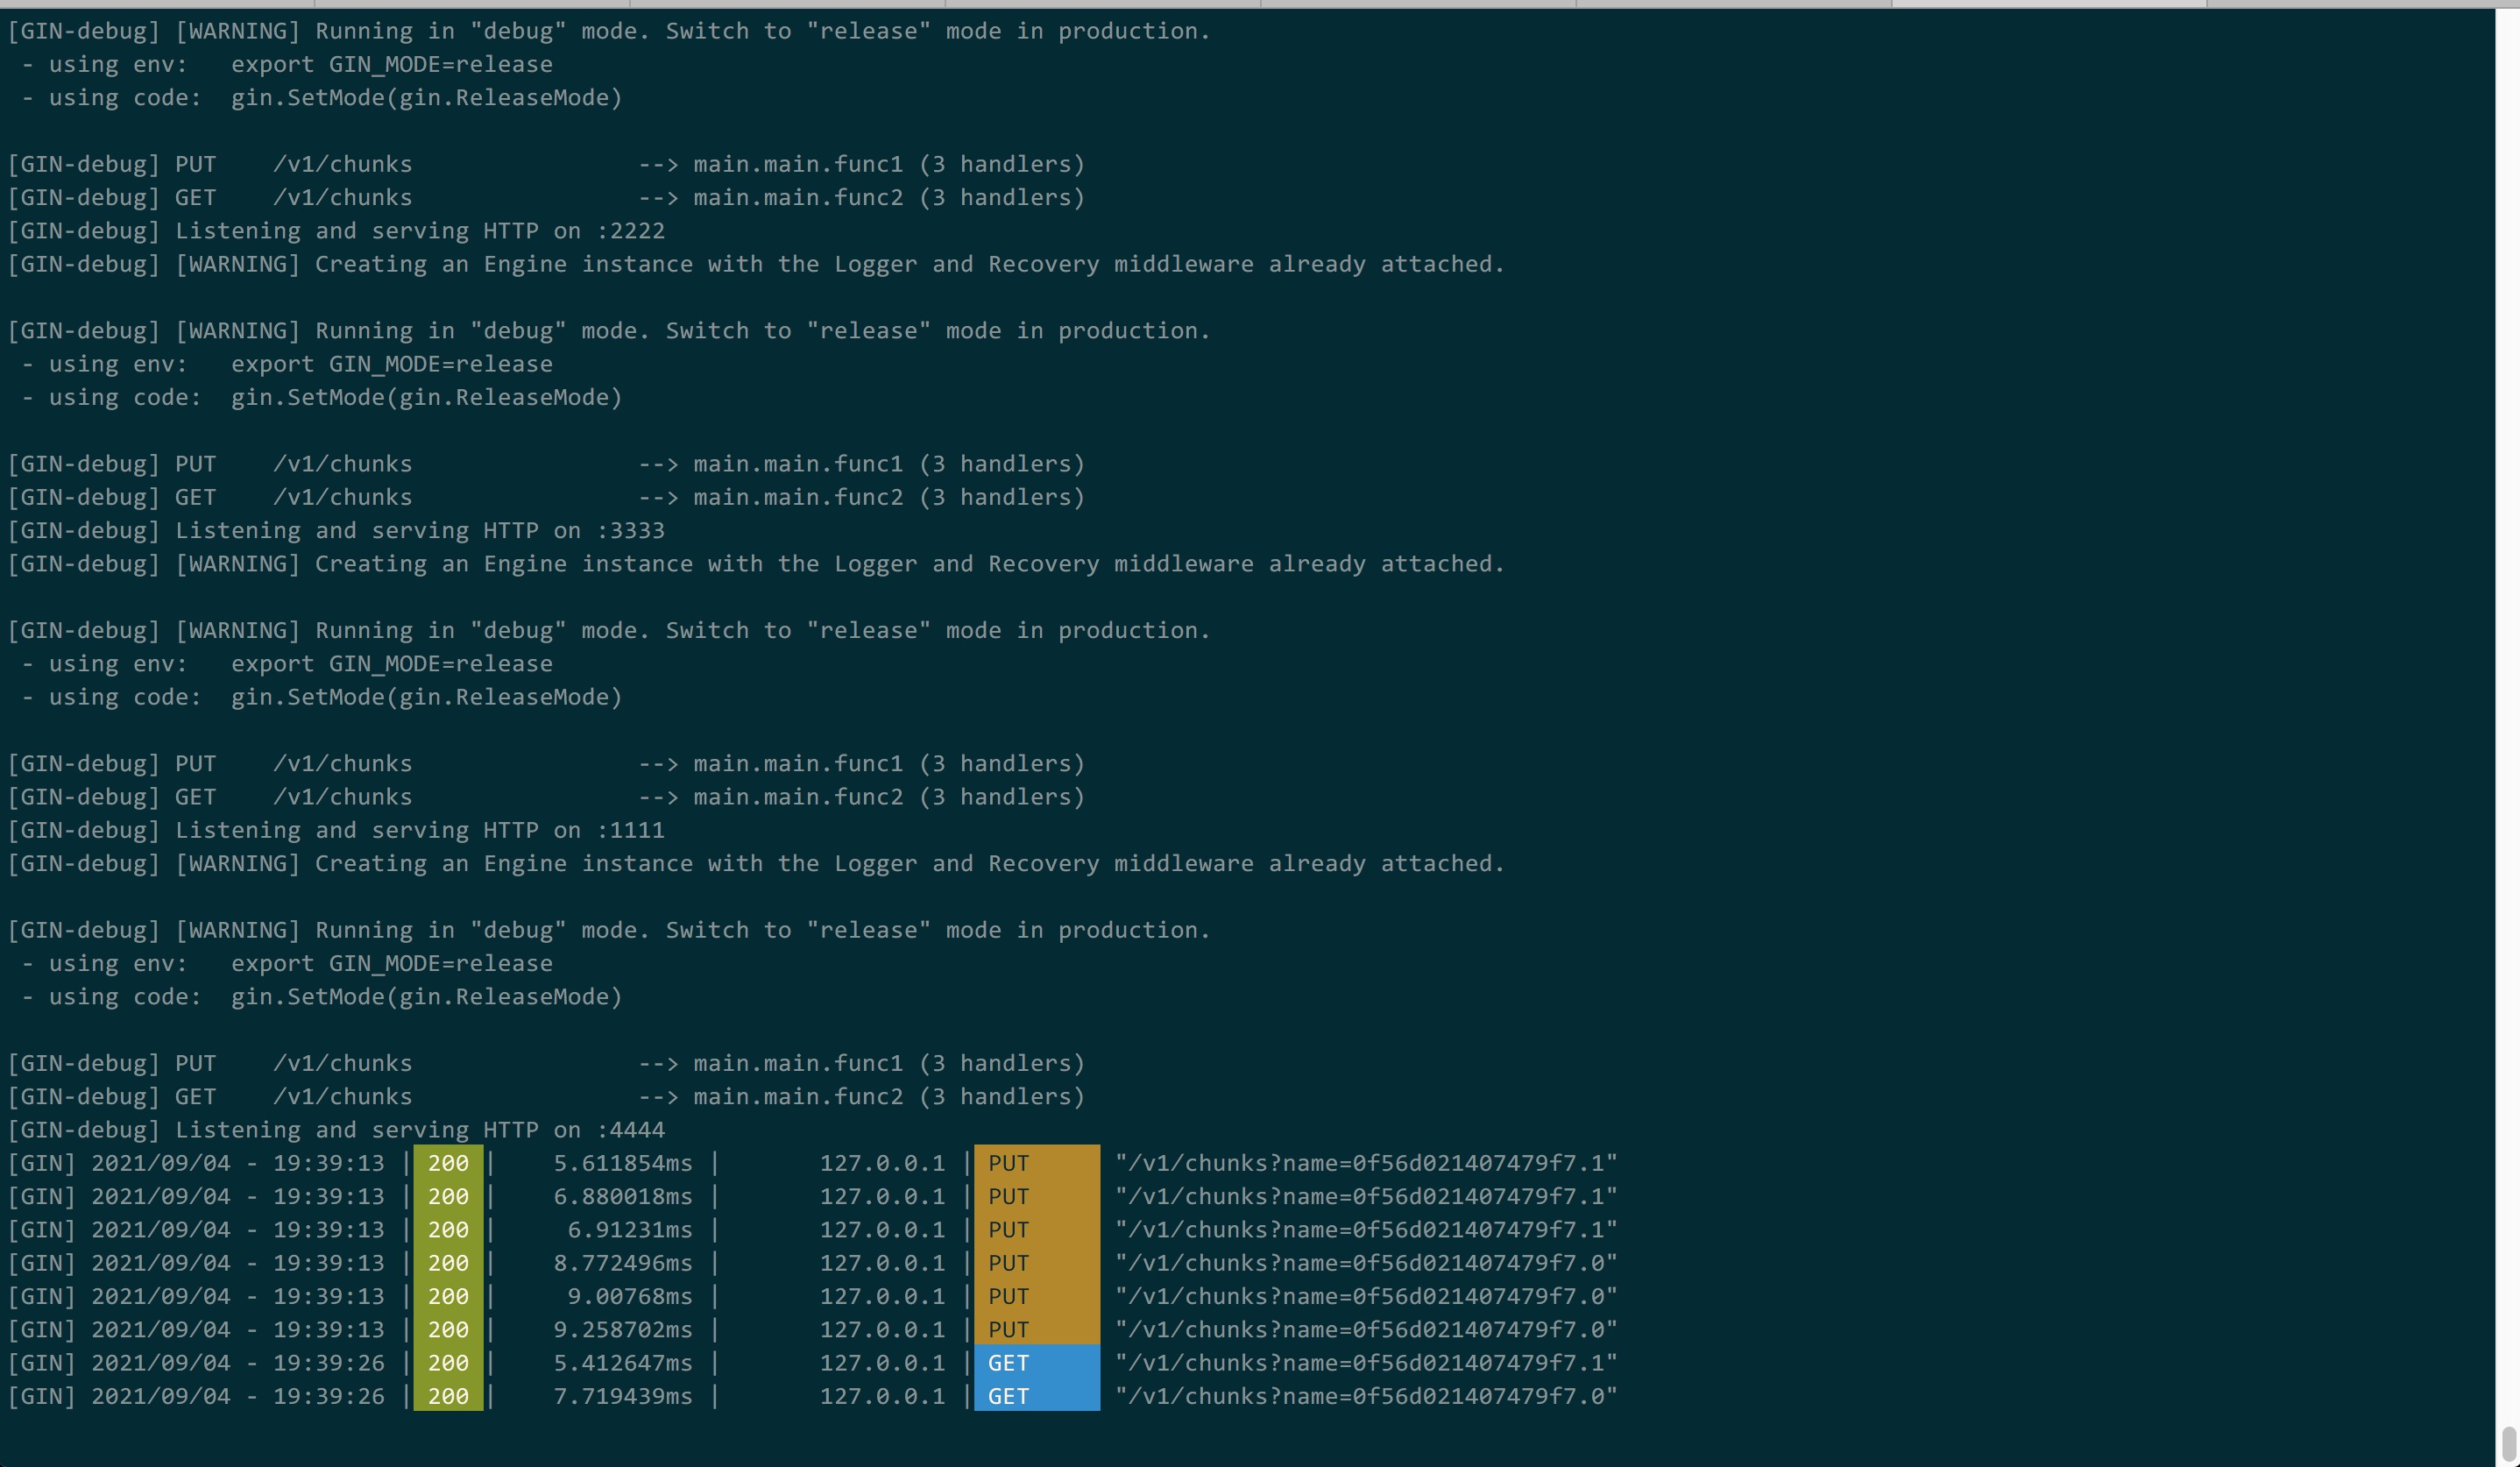 [GIN-debug] [WARNING] Running in "debug" mode. Switch to "release" mode in production.
 - using env:   export GIN_MODE=release
 - using code:  gin.SetMode(gin.ReleaseMode)

[GIN-debug] PUT    /v1/chunks                --> main.main.func1 (3 handlers)
[GIN-debug] GET    /v1/chunks                --> main.main.func2 (3 handlers)
[GIN-debug] Listening and serving HTTP on :2222
[GIN-debug] [WARNING] Creating an Engine instance with the Logger and Recovery middleware already attached.

[GIN-debug] [WARNING] Running in "debug" mode. Switch to "release" mode in production.
 - using env:   export GIN_MODE=release
 - using code:  gin.SetMode(gin.ReleaseMode)

[GIN-debug] PUT    /v1/chunks                --> main.main.func1 (3 handlers)
[GIN-debug] GET    /v1/chunks                --> main.main.func2 (3 handlers)
[GIN-debug] Listening and serving HTTP on :3333
[GIN-debug] [WARNING] Creating an Engine instance with the Logger and Recovery middleware already attached.

[GIN-debug] [WARNING] Running in "debug" mode. Switch to "release" mode in production.
 - using env:   export GIN_MODE=release
 - using code:  gin.SetMode(gin.ReleaseMode)

[GIN-debug] PUT    /v1/chunks                --> main.main.func1 (3 handlers)
[GIN-debug] GET    /v1/chunks                --> main.main.func2 (3 handlers)
[GIN-debug] Listening and serving HTTP on :1111
[GIN-debug] [WARNING] Creating an Engine instance with the Logger and Recovery middleware already attached.

[GIN-debug] [WARNING] Running in "debug" mode. Switch to "release" mode in production.
 - using env:   export GIN_MODE=release
 - using code:  gin.SetMode(gin.ReleaseMode)

[GIN-debug] PUT    /v1/chunks                --> main.main.func1 (3 handlers)
[GIN-debug] GET    /v1/chunks                --> main.main.func2 (3 handlers)
[GIN-debug] Listening and serving HTTP on :4444
[GIN] 2021/09/04 - 19:39:13 | 200 |    5.611854ms |       127.0.0.1 | PUT      "/v1/chunks?name=0f56d021407479f7.1"
[GIN] 2021/09/04 - 19:39:13 | 200 |    6.880018ms |       127.0.0.1 | PUT      "/v1/chunks?name=0f56d021407479f7.1"
[GIN] 2021/09/04 - 19:39:13 | 200 |     6.91231ms |       127.0.0.1 | PUT      "/v1/chunks?name=0f56d021407479f7.1"
[GIN] 2021/09/04 - 19:39:13 | 200 |    8.772496ms |       127.0.0.1 | PUT      "/v1/chunks?name=0f56d021407479f7.0"
[GIN] 2021/09/04 - 19:39:13 | 200 |     9.00768ms |       127.0.0.1 | PUT      "/v1/chunks?name=0f56d021407479f7.0"
[GIN] 2021/09/04 - 19:39:13 | 200 |    9.258702ms |       127.0.0.1 | PUT      "/v1/chunks?name=0f56d021407479f7.0"
[GIN] 2021/09/04 - 19:39:26 | 200 |    5.412647ms |       127.0.0.1 | GET      "/v1/chunks?name=0f56d021407479f7.1"
[GIN] 2021/09/04 - 19:39:26 | 200 |    7.719439ms |       127.0.0.1 | GET      "/v1/chunks?name=0f56d021407479f7.0"